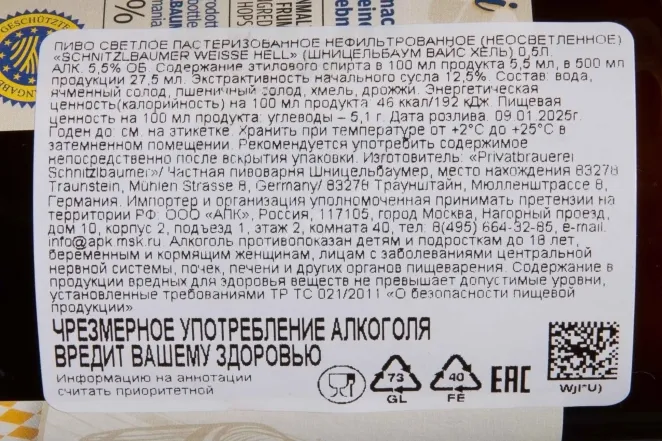 GESCHÜTZTE
ПИВО СВЕТЛОЕ ПАСТЕРИЗОВАННОЕ НЕФИЛЬТРОВАННОЕ (НЕОСВЕТЛЕННОЕ)
«SCHNITZLBAUMER WEISSE HELL» (ШНИЦЕЛЬБАУМ ВАЙС ХЕЛЬ) 0,5Л.
АЛК. 5,5% ОБ. Содержание этилового спирта в 100 мл продукта 5,5 мл, в 500 мл
продукции 27,5 мл. Экстрактивность начального сусла 12,5%. Состав: вода,
ячменный солод, пшеничный солод, хмель, дрожжи. Энергетическая
ценность(калорийность) на 100 мл продукта: 46 ккал/192 кДж. Пищевая
ценность на 100 мл продукта: углеводы – 5,1 г. Дата розлива: 09.01.2025г.
Годен до: см. на этикетке. Хранить при температуре от +2°С до +25°С в
затемненном помещении. Рекомендуется употребить содержимое
непосредственно после вскрытия упаковки. Изготовитель: «Privatbrauerei
Schnitzlbaumer»/ Частная пивоварня Шницельбаумер, место нахождения 83278
Traunstein, Mühlen Strasse 8, Germany/ 83278 Траунштайн, Мюлленштрассе 8,
Германия. Импортер и организация уполномоченная принимать претензии на
территории РФ: ООО «АПК», Россия, 117105, город Москва, Нагорный проезд,
дом 10, корпус 2, подъезд 1, этаж 2, комната 40, тел. 8(495) 664-32-85, e-mail:
info@apk.msk.ru. Алкоголь противопоказан детям и подросткам до 18 лет,
беременным и кормящим женщинам, лицам с заболеваниями центральной
нервной системы, почек, печени и других органов пищеварения. Содержание в
продукции вредных для здоровья веществ не превышает допустимые уровни,
установленные требованиями ТР ТС 021/2011 «О безопасности пищевой
продукции»
ЧРЕЗМЕРНОЕ УПОТРЕБЛЕНИЕ АЛКОГОЛЯ
ВРЕДИТ ВАШЕМУ ЗДОРОВЬЮ
Информацию на аннотации
считать приоритетной
73
GL
40
FE
EAC